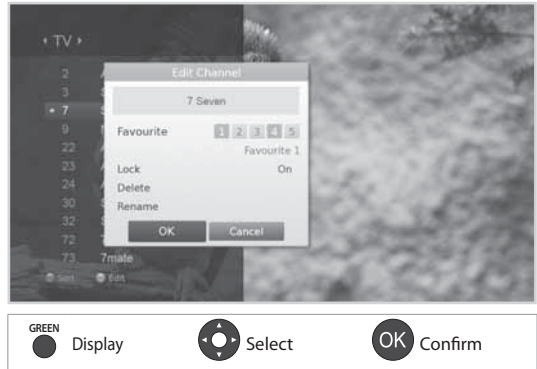 TV
2 A
3 S
7 S
9
22 A
23 A
24 A
30 S
32 S
72
73 7mate
Sort Edit
Edit Channel
7 Seven
Favourite 1 2 3 4 5
Favourite 1
Lock On
Delete
Rename
OK Cancel
GREEN
Display
Select
OK Confirm